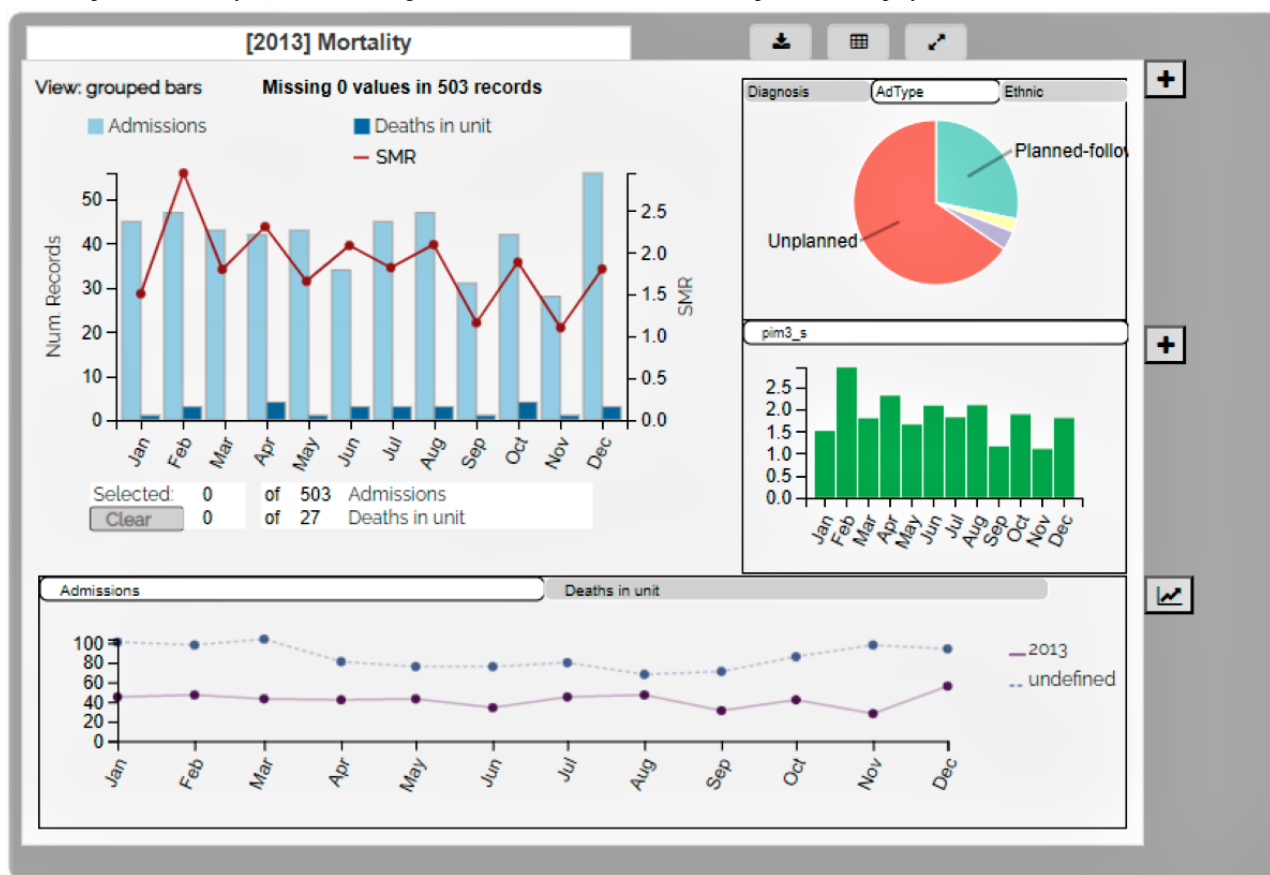 [2013] Mortality
View: grouped bars
Missing 0 values in 503 records
Admissions
Deaths in unit
SMR
Num. Records
50
40
30
20
10
0
2.5
2.0
1.5
1.0
0.5
0.0
SMR
Jan Feb Mar Apr May Jun Jul Aug Sep Oct Nov Dec
Selected: 0 of 503 Admissions
Clear 0 of 27 Deaths in unit
Diagnosis AdType Ethnic
Planned-follow
Unplanned
pim3_s
2.5
2.0
1.5
1.0
0.5
0.0
Jan Feb Mar Apr May Jun Jul Aug Sep Oct Nov Dec
Admissions Deaths in unit
100
80
60
40
20
0
Jan Feb Mar Apr May Jun Jul Aug Sep Oct Nov Dec
2013
undefined